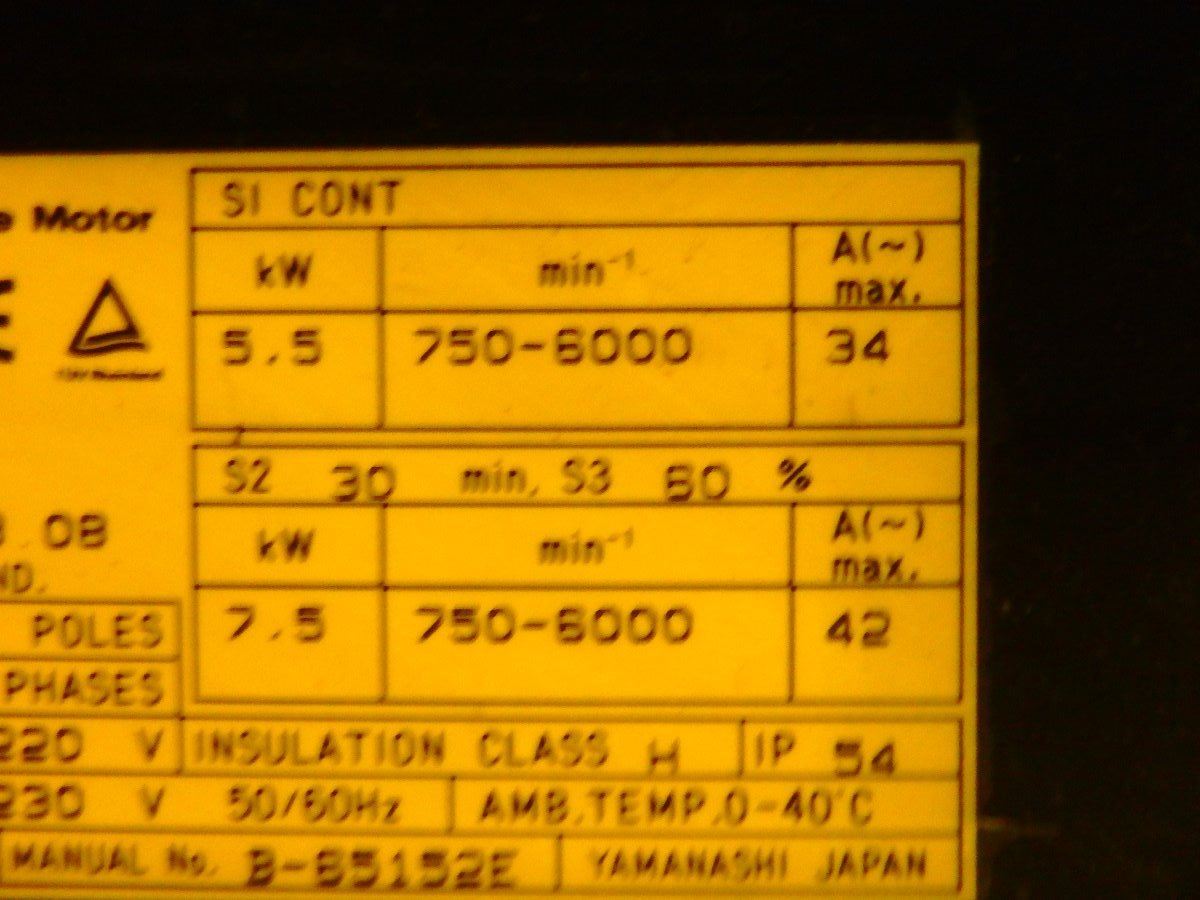 SI CONT
e Motor
kW min⁻¹ A(~) max.
5.5 750-6000 34
S2 30 min, S3 60 %
kW min⁻¹ A(~) max.
.08
ND.
7.5 750-6000 42
POLES
PHASES
220 V INSULATION CLASS H IP 54
230 V 50/60Hz AMB.TEMP.0-40°C
MANUAL No. B-65152E YAMANASHI JAPAN